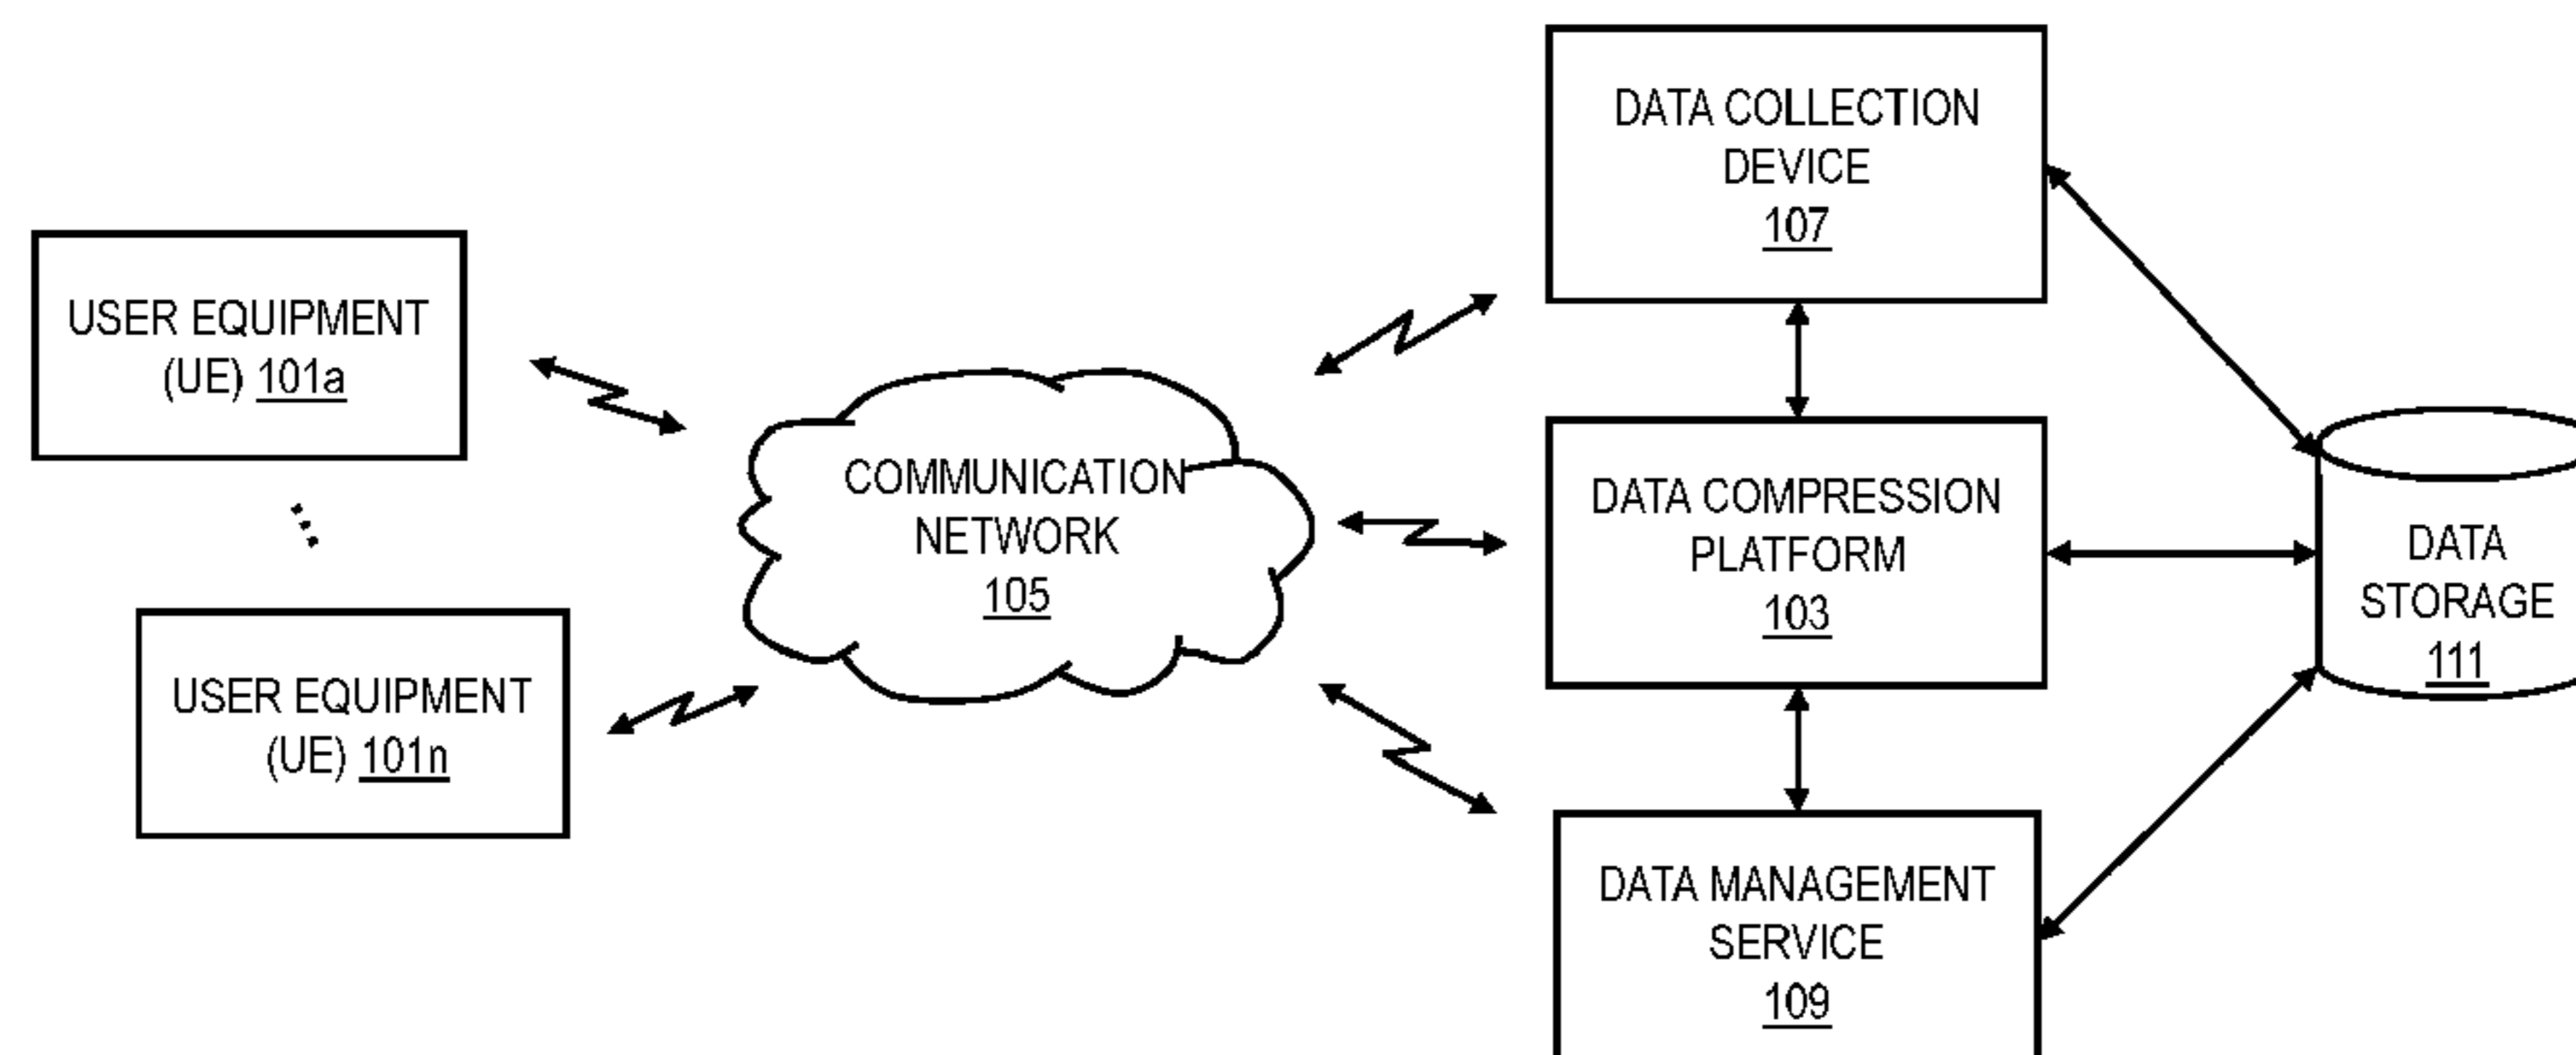 USER EQUIPMENT
(UE) 101a
USER EQUIPMENT
(UE) 101n
COMMUNICATION
NETWORK
105
DATA COLLECTION
DEVICE
107
DATA COMPRESSION
PLATFORM
103
DATA MANAGEMENT
SERVICE
109
DATA
STORAGE
111